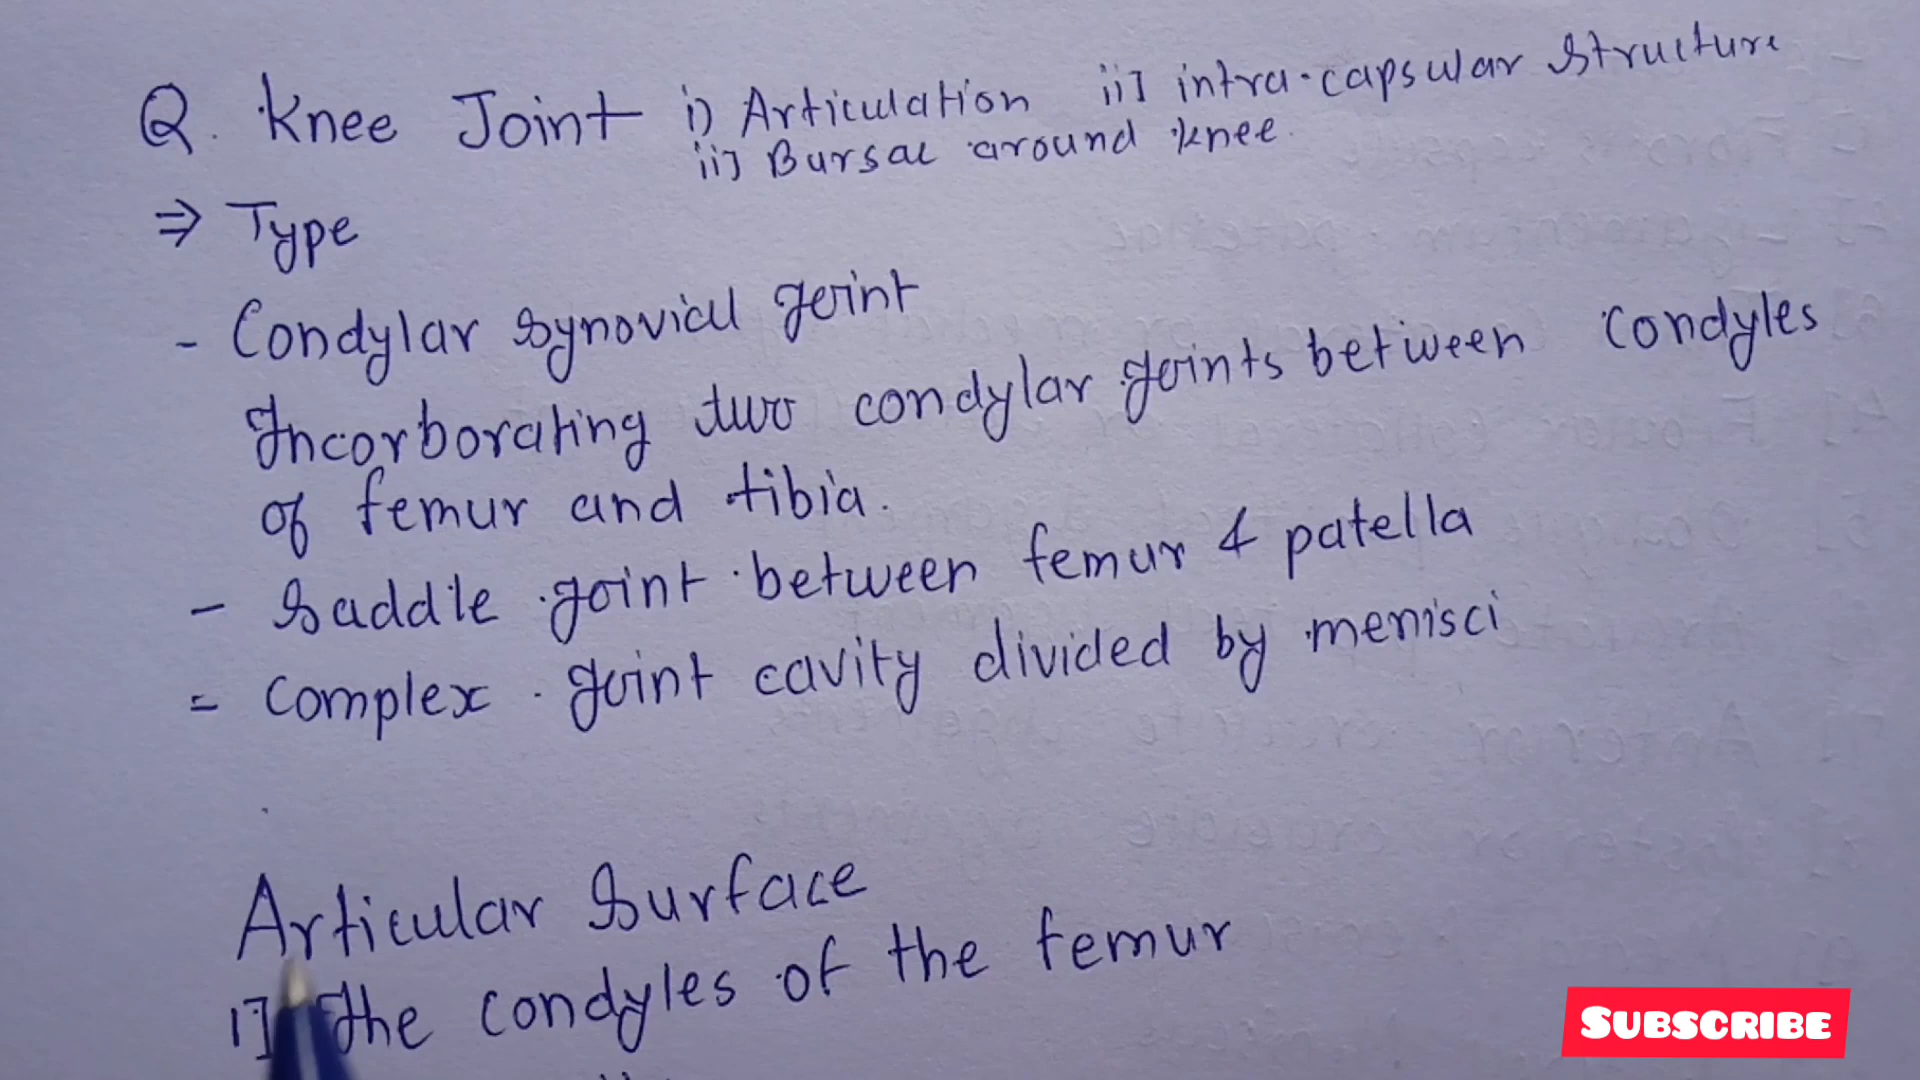 Q. Knee Joint i) Articulation ii] intra-capsular structure
ii] Bursae around knee.
⇒ Type
- Condylar synovial joint
Incorborating two condylar joints between condyles
of femur and tibia.
- Saddle joint between femur & patella
- Complex joint cavity divided by menisci
Articular Surface
1] The condyles of the femur
SUBSCRIBE